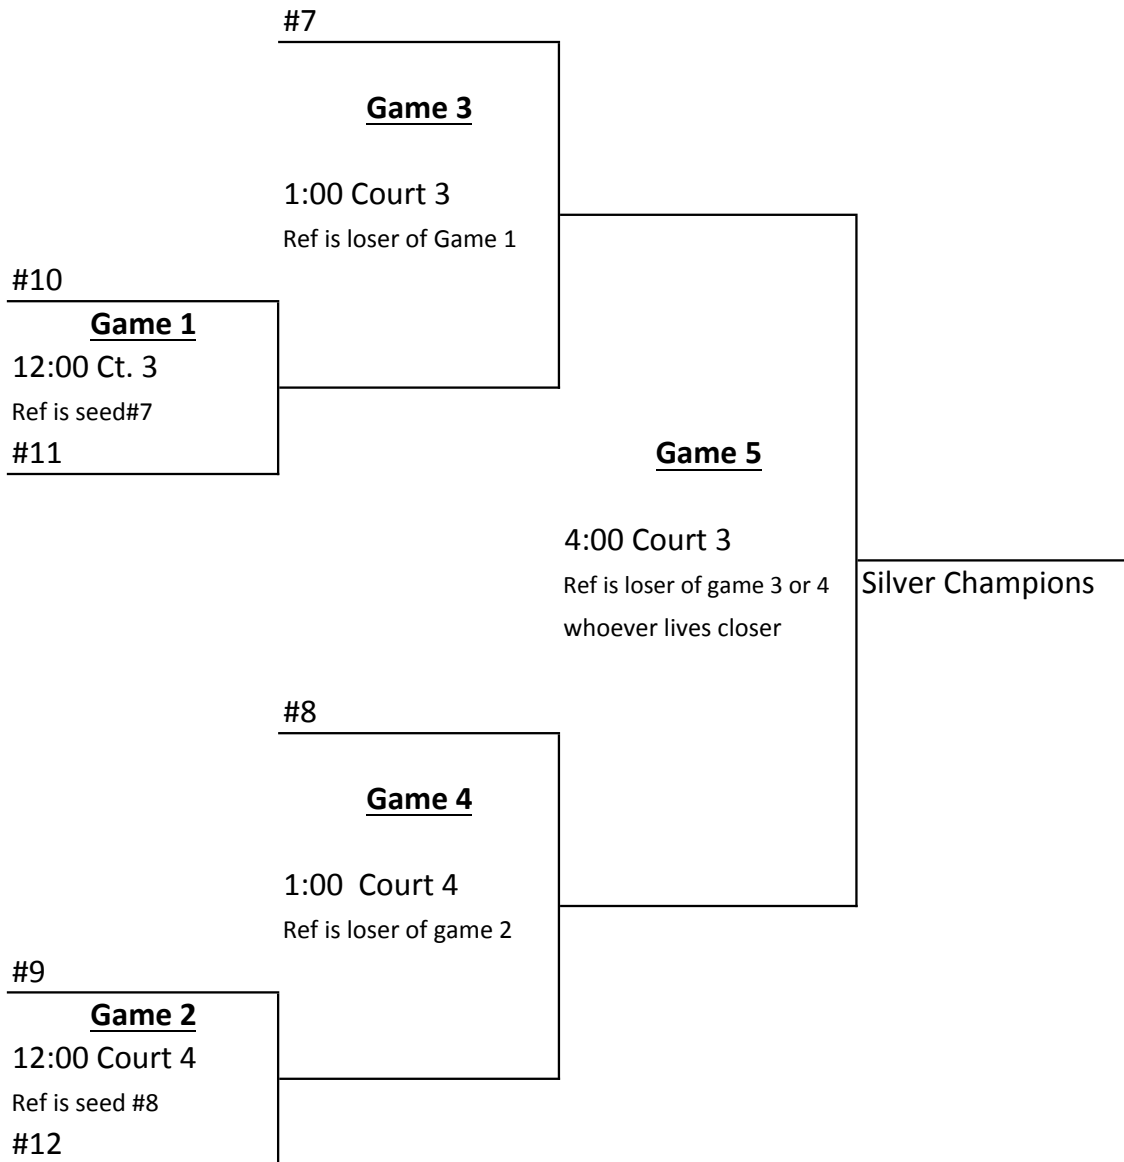 #7
Game 3
1:00 Court 3
Ref is loser of Game 1
#10
Game 1
12:00 Ct. 3
Ref is seed#7
#11
Game 5
4:00 Court 3
Ref is loser of game 3 or 4
whoever lives closer
Silver Champions
#8
Game 4
1:00  Court 4
Ref is loser of game 2
#9
Game 2
12:00 Court 4
Ref is seed #8
#12